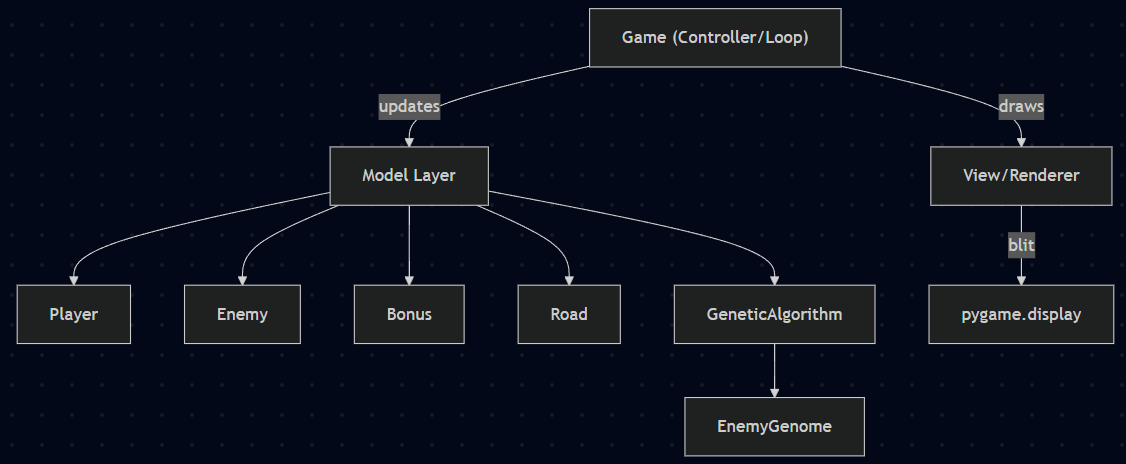 Game (Controller/Loop)
updates
draws
Model Layer
View/Renderer
blit
Player
Enemy
Bonus
Road
GeneticAlgorithm
pygame.display
EnemyGenome